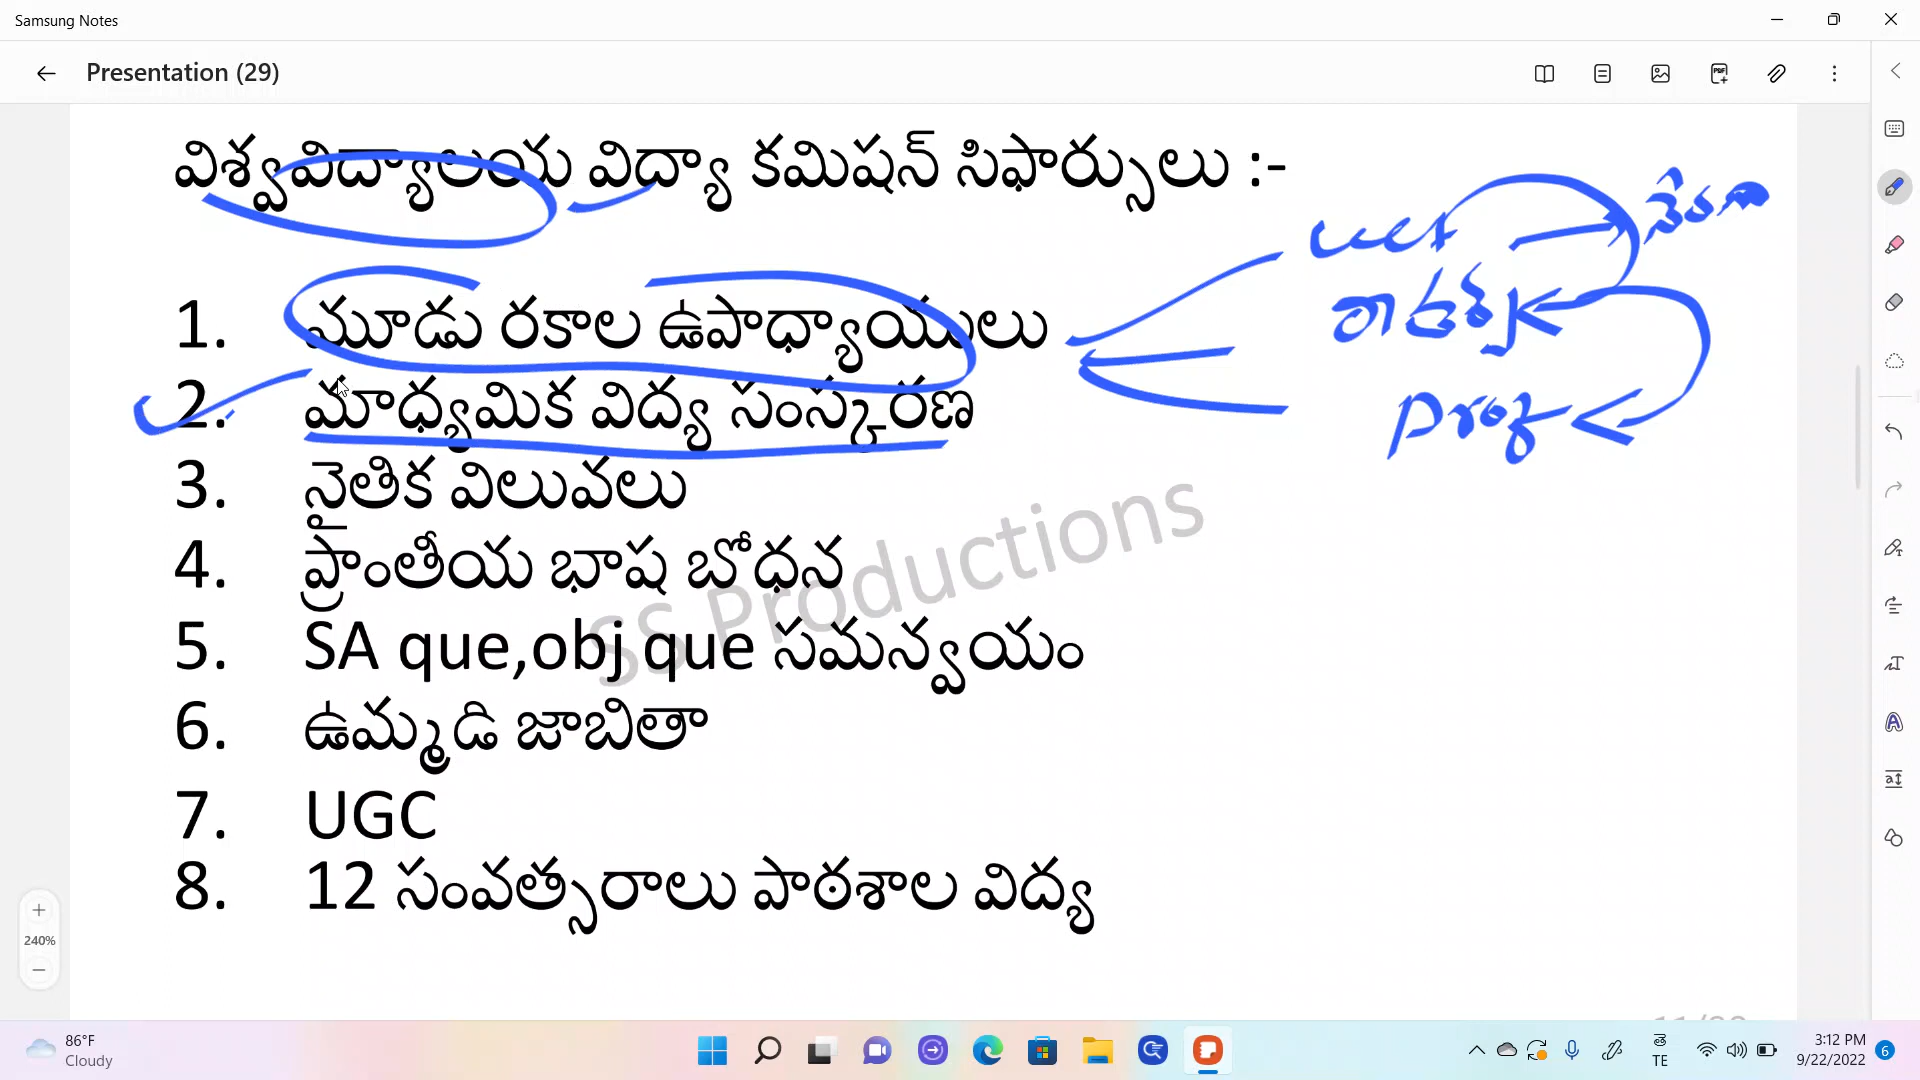 Samsung Notes
Presentation (29)
విశ్వవిద్యాలయ విద్యా కమిషన్ సిఫార్సులు :-
1. మూడు రకాల ఉపాధ్యాయులు
2. మాధ్యమిక విద్య సంస్కరణ
3. నైతిక విలువలు
4. ప్రాంతీయ భాష బోధన
5. SA que,obj que సమన్వయం
6. ఉమ్మడి జాబితా
7. UGC
8. 12 సంవత్సరాలు పాఠశాల విద్య
SS Productions
Prof
240%
86°F
Cloudy
తె
TE
3:12 PM
9/22/2022
6